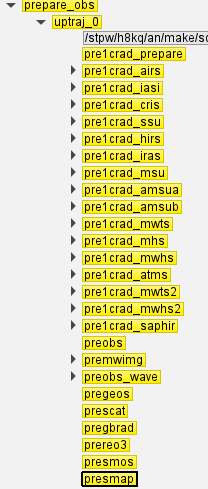 prepare_obs
uptraj_0
/stpw/h8kq/an/make/sc
pre1crad_prepare
pre1crad_airs
pre1crad_iasi
pre1crad_cris
pre1crad_ssu
pre1crad_hirs
pre1crad_iras
pre1crad_msu
pre1crad_amsua
pre1crad_amsub
pre1crad_mwts
pre1crad_mhs
pre1crad_mwhs
pre1crad_atms
pre1crad_mwts2
pre1crad_mwhs2
pre1crad_saphir
preobs
premwimg
preobs_wave
pregeos
prescat
pregbrad
prereo3
presmos
presmap